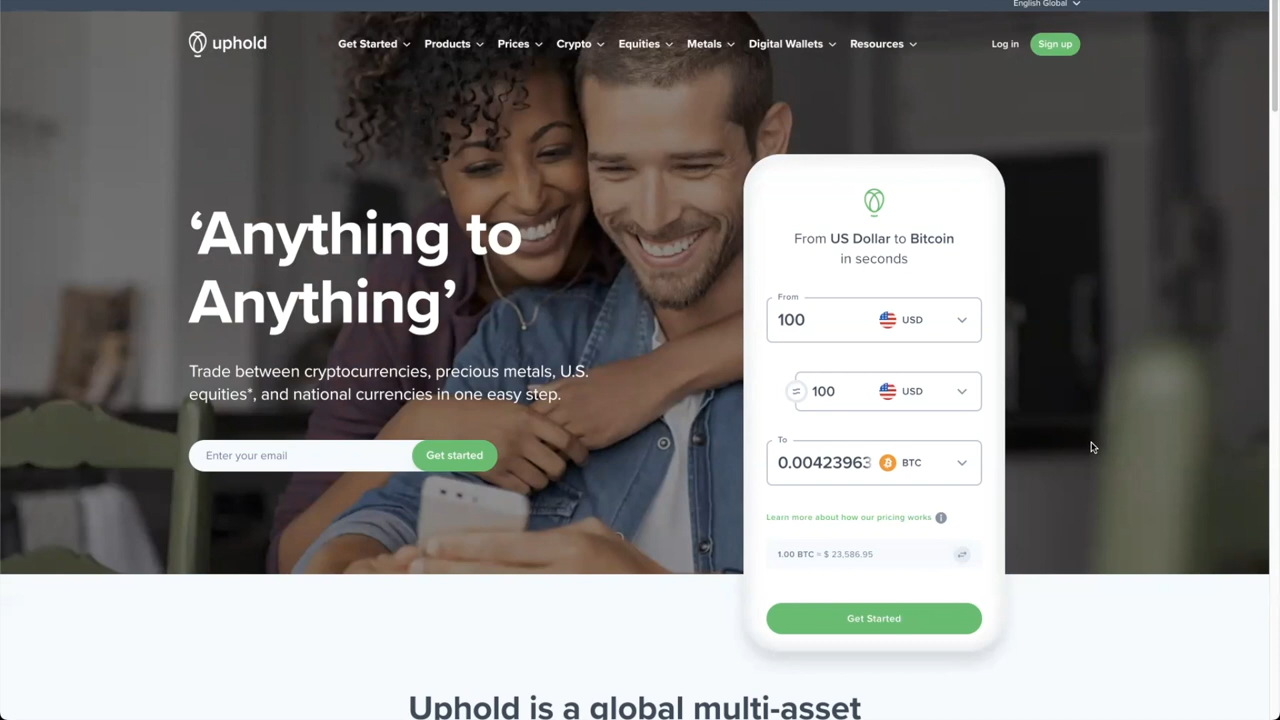 English Global
uphold
Get Started
Products
Prices
Crypto
Equities
Metals
Digital Wallets
Resources
Log in
Sign up
‘Anything to
Anything’
Trade between cryptocurrencies, precious metals, U.S.
equities*, and national currencies in one easy step.
Enter your email
Get started
From US Dollar to Bitcoin
in seconds
From
100 USD
100 USD
To
0.00423963 BTC
Learn more about how our pricing works
1.00 BTC = $ 23,586.95
Get Started
Uphold is a global multi-asset